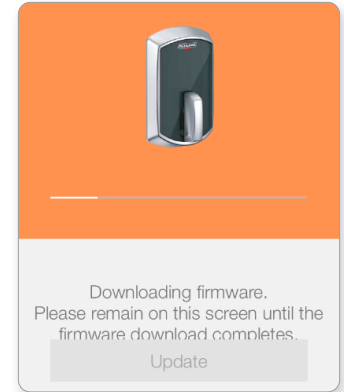 Downloading firmware.
Please remain on this screen until the
firmware download completes.
Update